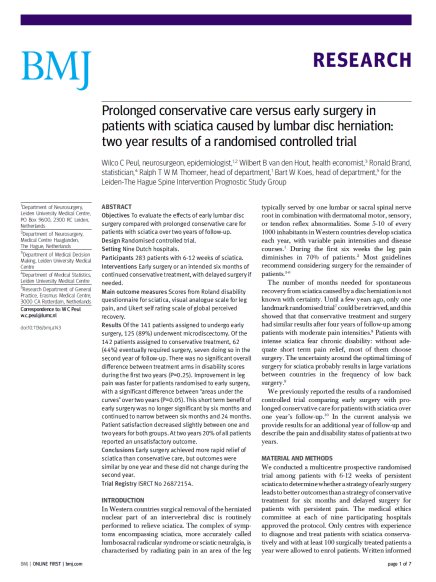 RESEARCH
BMJ
Prolonged conservative care versus early surgery in
patients with sciatica caused by lumbar disc herniation:
two year results of a randomised controlled trial
Wilco C Peul, neurosurgeon, epidemiologist,1,2 Wilbert B van den Hout, health economist,3 Ronald Brand,
statistician,4 Ralph T W M Thomeer, head of department,1 Bart W Koes, head of department,5 for the
Leiden-The Hague Spine Intervention Prognostic Study Group
1Department of Neurosurgery,
Leiden University Medical Centre,
PO Box 9600, 2300 RC Leiden,
Netherlands
2Department of Neurosurgery,
Medical Centre Haaglanden,
The Hague, Netherlands
3Department of Medical Decision
Making, Leiden University Medical
Centre
4Department of Medical Statistics,
Leiden University Medical Centre
5Research Department of General
Practice, Erasmus Medical Centre,
3000 CA Rotterdam, Netherlands
Correspondence to: W C Peul
w.c.peul@lumc.nl
ABSTRACT
Objectives To evaluate the effects of early lumbar disc
surgery compared with prolonged conservative care for
patients with sciatica over two years of follow-up.
Design Randomised controlled trial.
Setting Nine Dutch hospitals.
Participants 283 patients with 6-12 weeks of sciatica.
Interventions Early surgery or an intended six months of
continued conservative treatment, with delayed surgery if
needed.
Main outcome measures Scores from Roland disability
questionnaire for sciatica, visual analogue scale for leg
pain, and Likert self rating scale of global perceived
recovery.
Results Of the 141 patients assigned to undergo early
surgery, 125 (89%) underwent microdiscectomy. Of the
142 patients assigned to conservative treatment, 62
(44%) eventually required surgery, seven doing so in the
second year of follow-up. There was no significant overall
difference between treatment arms in disability scores
during the first two years (P=0.25). Improvement in leg
pain was faster for patients randomised to early surgery,
with a significant difference between "areas under the
curves" over two years (P=0.05). This short term benefit of
early surgery was no longer significant by six months and
continued to narrow between six months and 24 months.
Patient satisfaction decreased slightly between one and
two years for both groups. At two years 20% of all patients
reported an unsatisfactory outcome.
Conclusions Early surgery achieved more rapid relief of
sciatica than conservative care, but outcomes were
similar by one year and these did not change during the
second year.
Trial Registry ISRCT No 26872154.
INTRODUCTION
In Western countries surgical removal of the herniated
nuclear part of an intervertebral disc is routinely
performed to relieve sciatica. The complex of symp-
toms encompassing sciatica, more accurately called
lumbosacral radicular syndrome or sciatic neuralgia, is
characterised by radiating pain in an area of the leg
typically served by one lumbar or sacral spinal nerve
root in combination with dermatomal motor, sensory,
or tendon reflex abnormalities. Some 5-10 of every
1000 inhabitants in Western countries develop sciatica
each year, with variable pain intensities and disease
courses. During the first six weeks the leg pain
diminishes in 70% of patients. Most guidelines
recommend considering surgery for the remainder of
patients.
The number of months needed for spontaneous
recovery from sciatica caused by a disc herniation is not
known with certainty. Until a few years ago, only one
landmark randomised trial could be retrieved, and this
showed that conservative treatment and surgery
had similar results after four years of follow-up among
patients with moderate pain intensities. Patients with
intense sciatica fear chronic disability: without ade-
quate short term pain relief, most of them choose
surgery. The uncertainty around the optimal timing of
surgery for sciatica probably results in large variations
between countries in the frequency of low back
surgery.
We previously reported the results of a randomised
controlled trial comparing early surgery with pro-
longed conservative care for patients with sciatica over
one year's follow-up. In the current analysis we
provide results for an additional year of follow-up and
describe the pain and disability status of patients at two
years.
MATERIAL AND METHODS
We conducted a multicentre prospective randomised
trial among patients with 6-12 weeks of persistent
sciatica to determine whether a strategy of early surgery
leads to better outcomes than a strategy of conservative
treatment for six months and delayed surgery for
patients with persistent pain. The medical ethics
committee at each of nine participating hospitals
approved the protocol. Only centres with experience
to diagnose and treat patients with sciatica conserva-
tively and with at least 100 surgically treated patients a
year were allowed to enrol patients. Written informed
BMJ | ONLINE FIRST | bmj.com
page 1 of 7